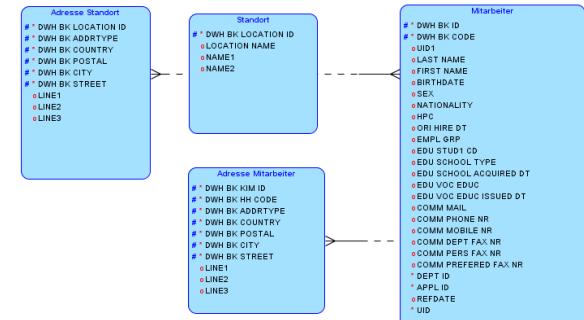 Adresse Standort
# * DWH BK LOCATION ID
# * DWH BK ADDRTYPE
# * DWH BK COUNTRY
# * DWH BK POSTAL
# * DWH BK CITY
# * DWH BK STREET
o LINE1
o LINE2
o LINE3
Standort
# * DWH BK LOCATION ID
o LOCATION NAME
o NAME1
o NAME2
Adresse Mitarbeiter
# * DWH BK KIM ID
# * DWH BK HH CODE
# * DWH BK ADDRTYPE
# * DWH BK COUNTRY
# * DWH BK POSTAL
# * DWH BK CITY
# * DWH BK STREET
o LINE1
o LINE2
o LINE3
Mitarbeiter
# * DWH BK ID
# * DWH BK CODE
o UID1
o LAST NAME
o FIRST NAME
o BIRTHDATE
o SEX
o NATIONALITY
o HPC
o ORI HIRE DT
o EMPL GRP
o EDU STUD1 CD
o EDU SCHOOL TYPE
o EDU SCHOOL ACQUIRED DT
o EDU VOC EDUC
o EDU VOC EDUC ISSUED DT
o COMM MAIL
o COMM PHONE NR
o COMM MOBILE NR
o COMM DEPT FAX NR
o COMM PERS FAX NR
o COMM PREFERED FAX NR
* DEPT ID
* APPL ID
o REFDATE
* UID